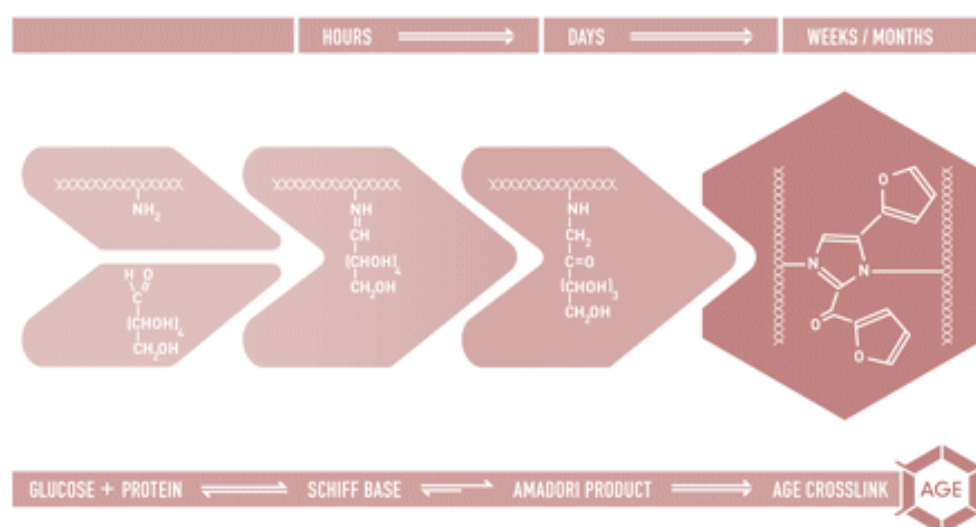 HOURS
DAYS
WEEKS / MONTHS
NH₂
H O
C
[CHOH]₄
CH₂OH
NH
CH
[CHOH]₄
CH₂OH
NH
CH₂
C=O
[CHOH]₃
CH₂OH
O
N
N
O
O
GLUCOSE + PROTEIN
SCHIFF BASE
AMADORI PRODUCT
AGE CROSSLINK
AGE